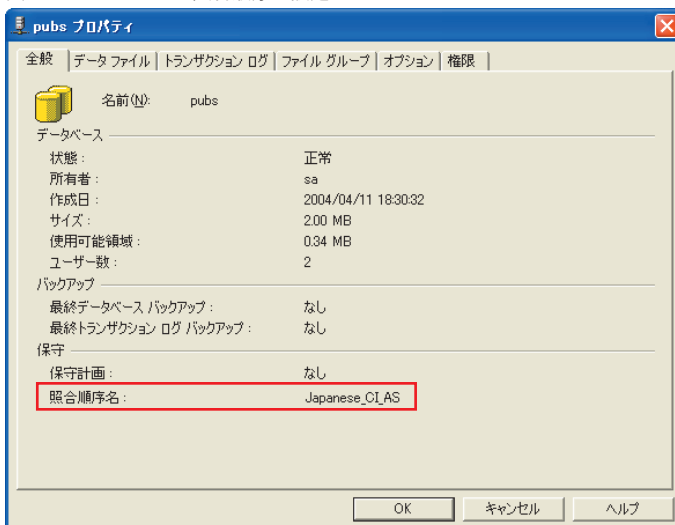 pubs プロパティ
全般 データ ファイル トランザクション ログ ファイル グループ オプション 権限
名前(N): pubs
データベース
状態 : 正常
所有者 : sa
作成日 : 2004/04/11 18:30:32
サイズ : 2.00 MB
使用可能領域 : 0.34 MB
ユーザー数 : 2
バックアップ
最終データベース バックアップ : なし
最終トランザクション ログ バックアップ : なし
保守
保守計画 : なし
照合順序名 : Japanese_CI_AS
OK キャンセル ヘルプ